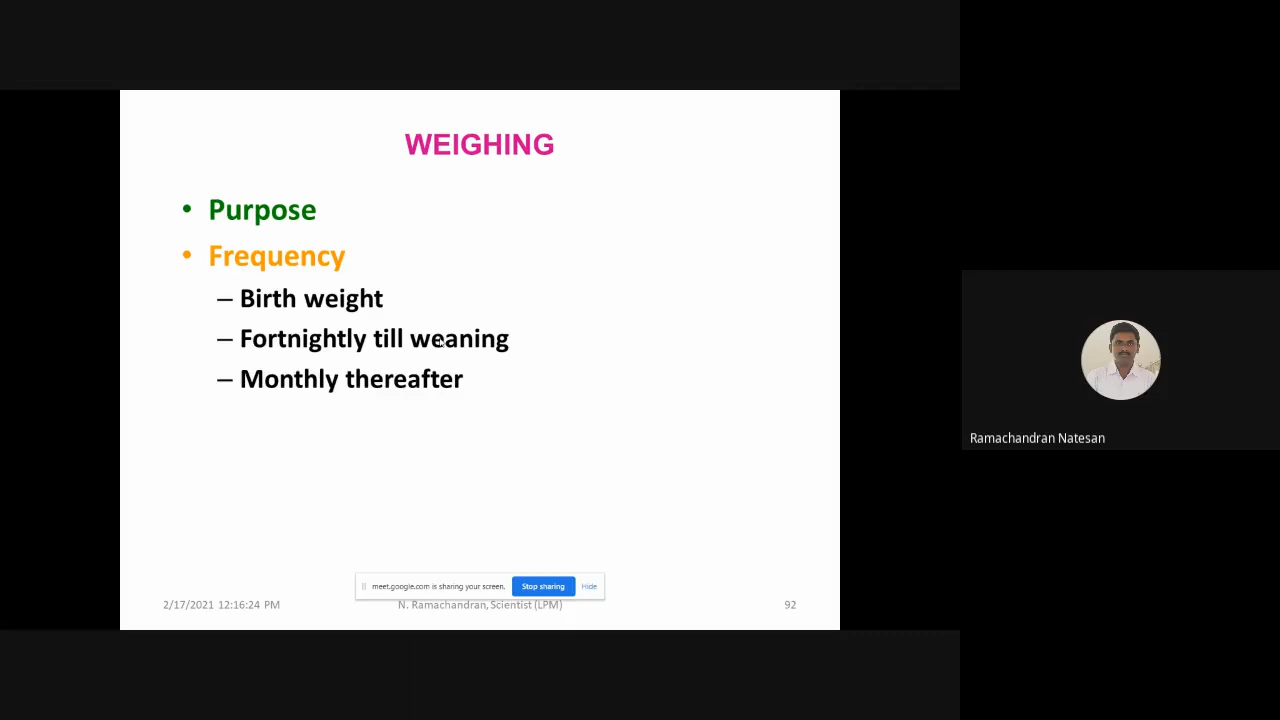 WEIGHING
• Purpose
• Frequency
– Birth weight
– Fortnightly till weaning
– Monthly thereafter
meet.google.com is sharing your screen. Stop sharing Hide
2/17/2021 12:16:24 PM N. Ramachandran, Scientist (LPM) 92
Ramachandran Natesan